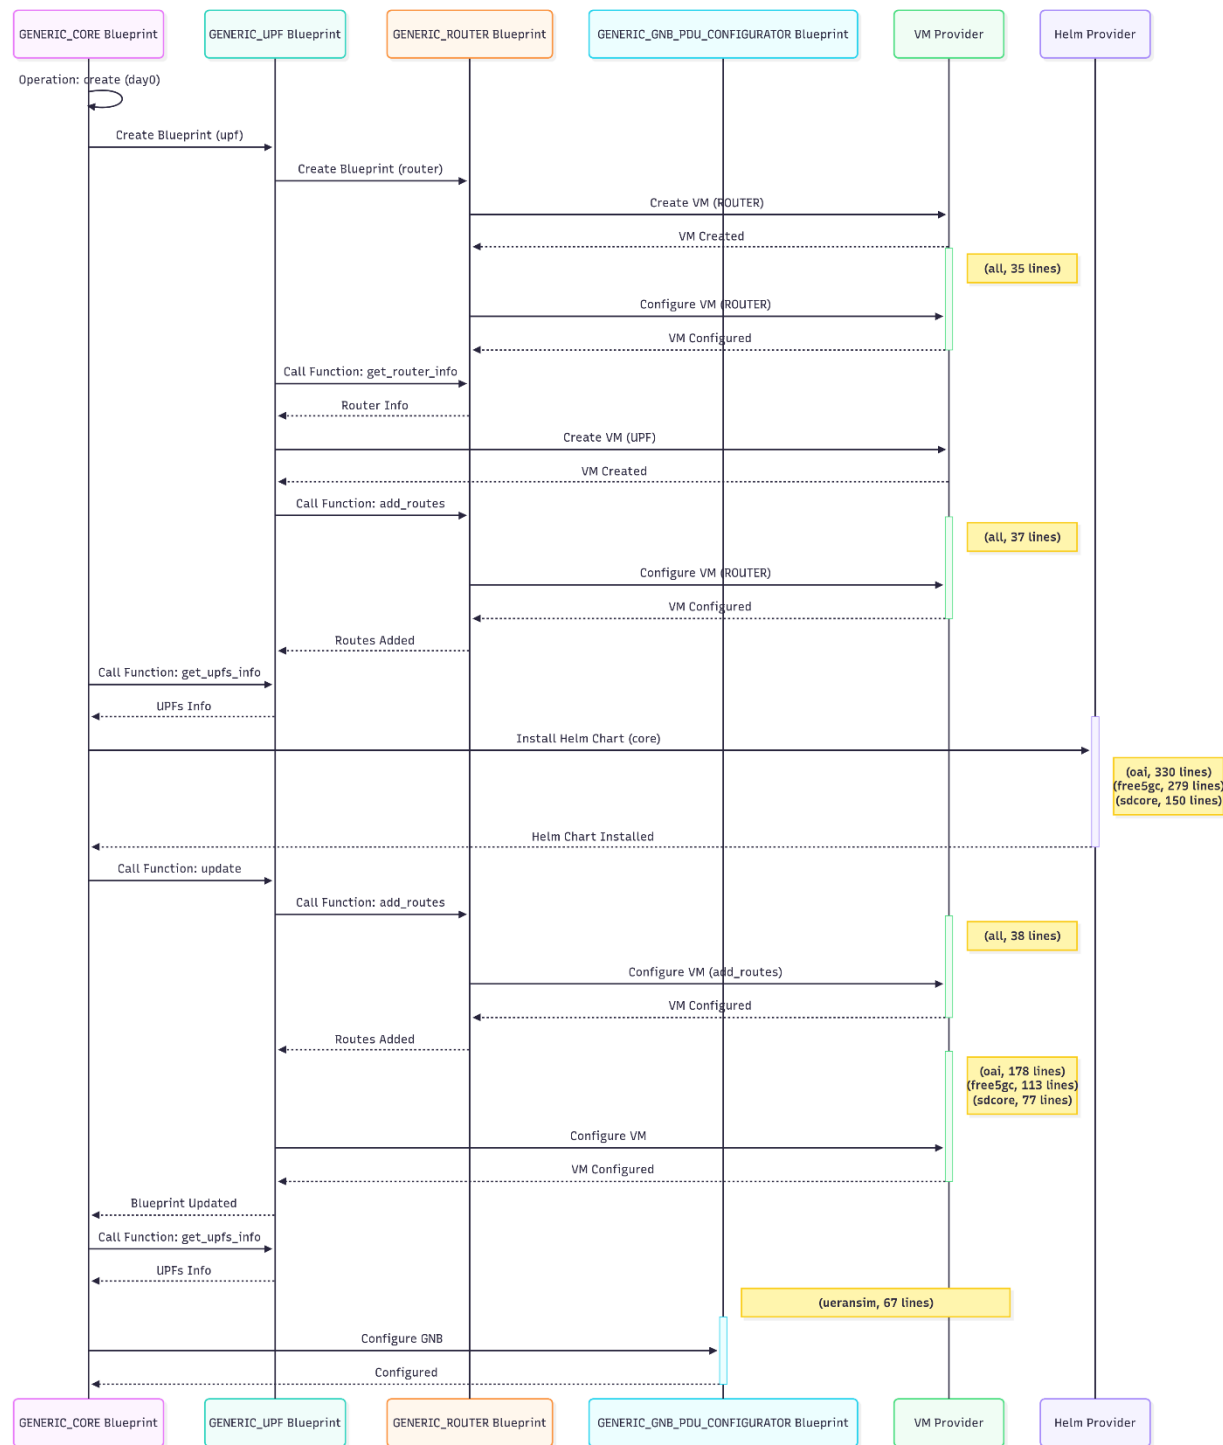 GENERIC_CORE Blueprint
GENERIC_UPF Blueprint
GENERIC_ROUTER Blueprint
GENERIC_GNB_PDU_CONFIGURATOR Blueprint
VM Provider
Helm Provider
Operation: create (day0)
Create Blueprint (upf)
Create Blueprint (router)
Create VM (ROUTER)
VM Created
(all, 35 lines)
Configure VM (ROUTER)
VM Configured
Call Function: get_router_info
Router Info
Create VM (UPF)
VM Created
Call Function: add_routes
(all, 37 lines)
Configure VM (ROUTER)
VM Configured
Routes Added
Call Function: get_upfs_info
UPFs Info
Install Helm Chart (core)
(oai, 330 lines)
(free5gc, 279 lines)
(sdcore, 150 lines)
Helm Chart Installed
Call Function: update
Call Function: add_routes
(all, 38 lines)
Configure VM (add_routes)
VM Configured
Routes Added
(oai, 178 lines)
(free5gc, 113 lines)
(sdcore, 77 lines)
Configure VM
VM Configured
Blueprint Updated
Call Function: get_upfs_info
UPFs Info
(ueransim, 67 lines)
Configure GNB
Configured
GENERIC_CORE Blueprint
GENERIC_UPF Blueprint
GENERIC_ROUTER Blueprint
GENERIC_GNB_PDU_CONFIGURATOR Blueprint
VM Provider
Helm Provider